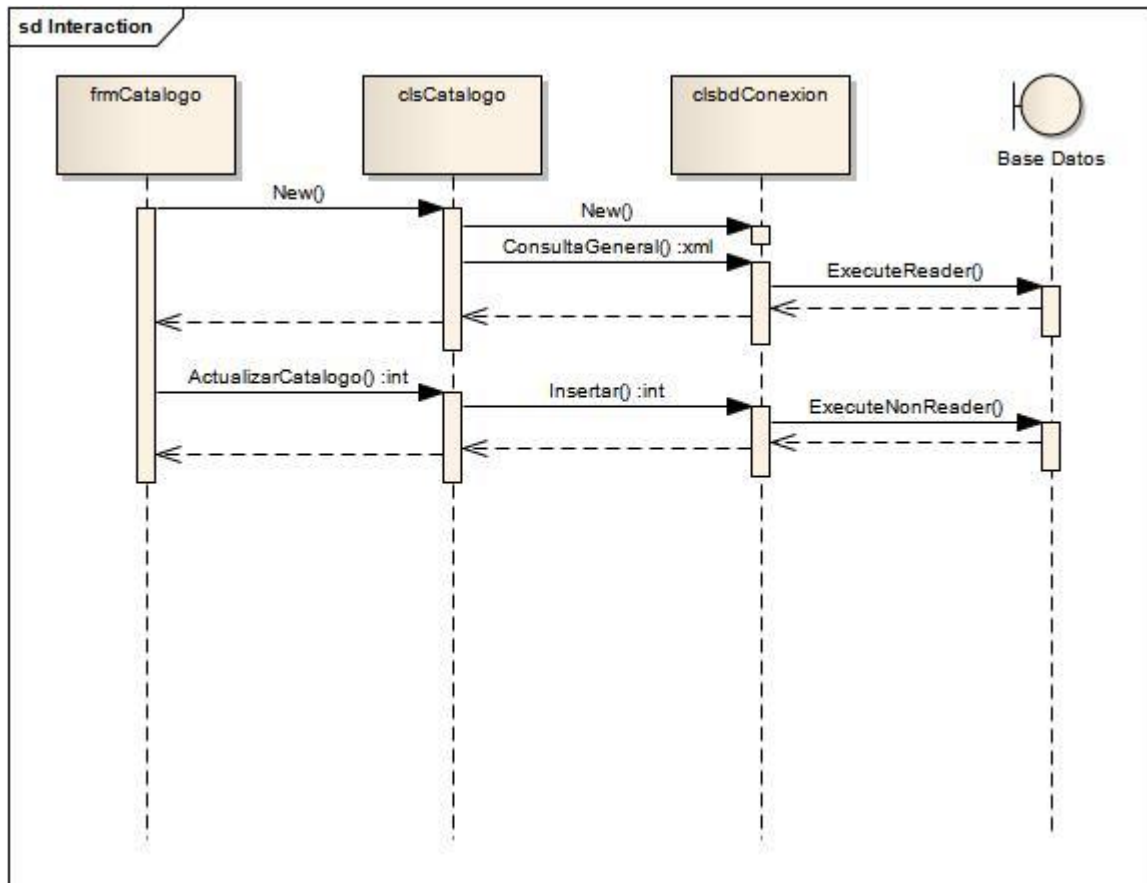 sd Interaction
frmCatalogo
clsCatalogo
clsbdConexion
Base Datos
New()
New()
ConsultaGeneral() :xml
ExecuteReader()
ActualizarCatalogo() :int
Insertar() :int
ExecuteNonReader()